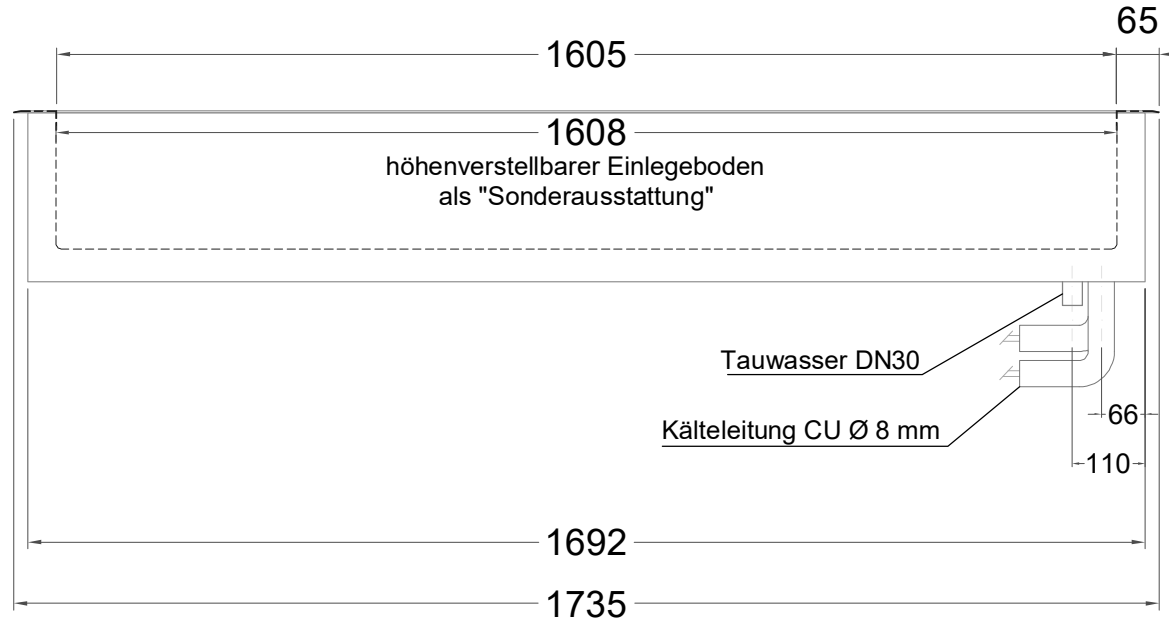 65
1605
1608
höhenverstellbarer Einlegeboden
als "Sonderausstattung"
Tauwasser DN30
66
Kälteleitung CU Ø 8 mm
110
1692
1735